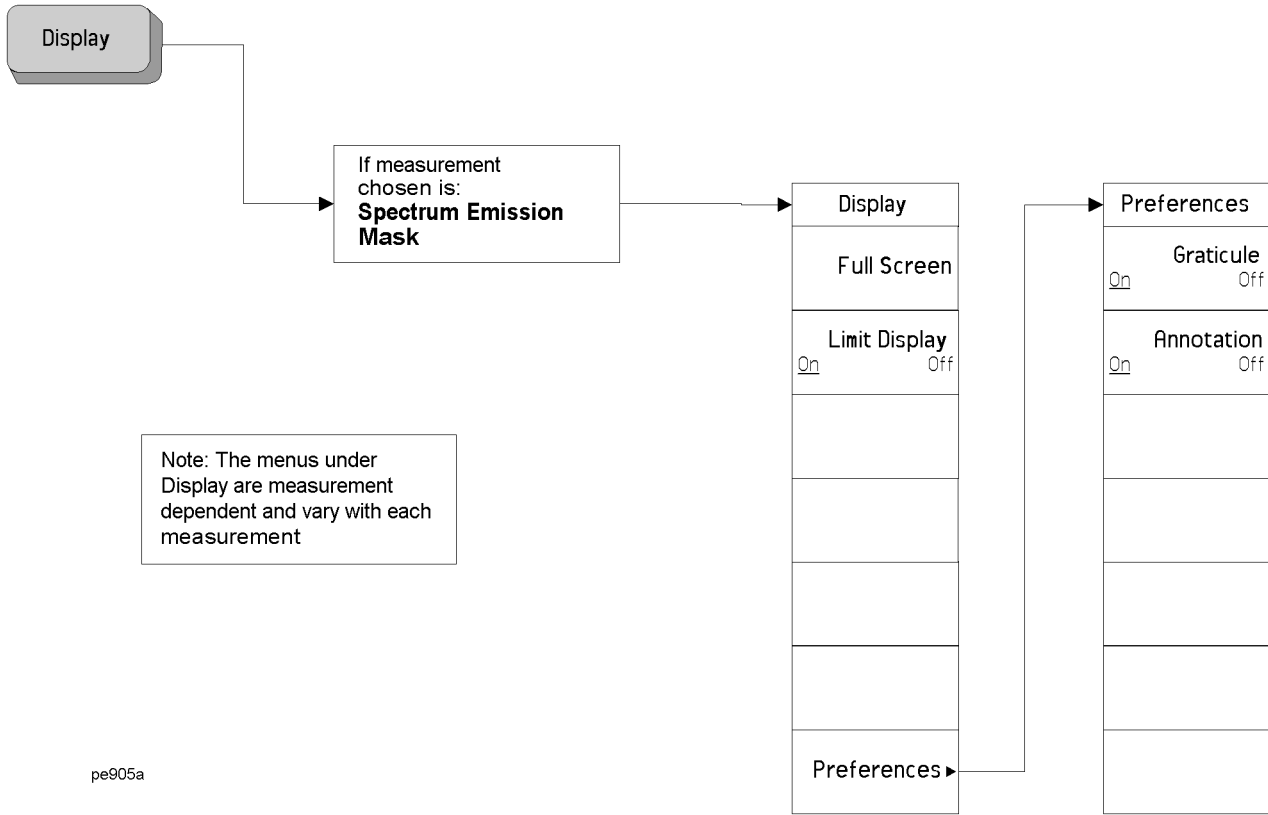 Display
If measurement
chosen is:
Spectrum Emission
Mask
Display
Full Screen
Limit Display
On Off
Preferences
Preferences
Graticule
On Off
Annotation
On Off
Note: The menus under
Display are measurement
dependent and vary with each
measurement
pe905a